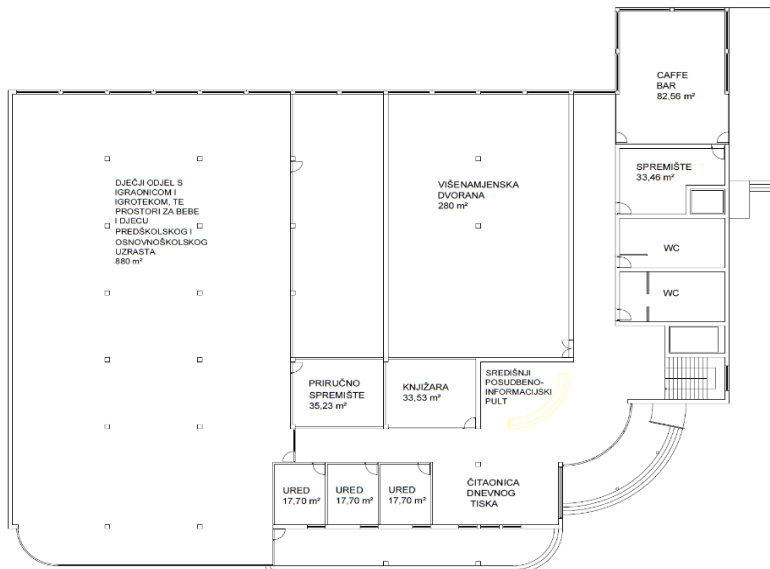 CAFFE
BAR
82,56 m²
SPREMIŠTE
33,46 m²
DJEČJI ODJEL S
IGRAONICOM I
IGROTEKOM, TE
PROSTORI ZA BEBE
I DJECU
PREDŠKOLSKOG I
OSNOVNOŠKOLSKOG
UZRASTA
880 m²
VIŠENAMJENSKA
DVORANA
280 m²
WC
WC
PRIRUČNO
SPREMIŠTE
35,23 m²
KNJIŽARA
33,53 m²
SREDIŠNJI
POSUDBENO-
INFORMACIJSKI
PULT
URED
17,70 m²
URED
17,70 m²
URED
17,70 m²
ČITAONICA
DNEVNOG
TISKA